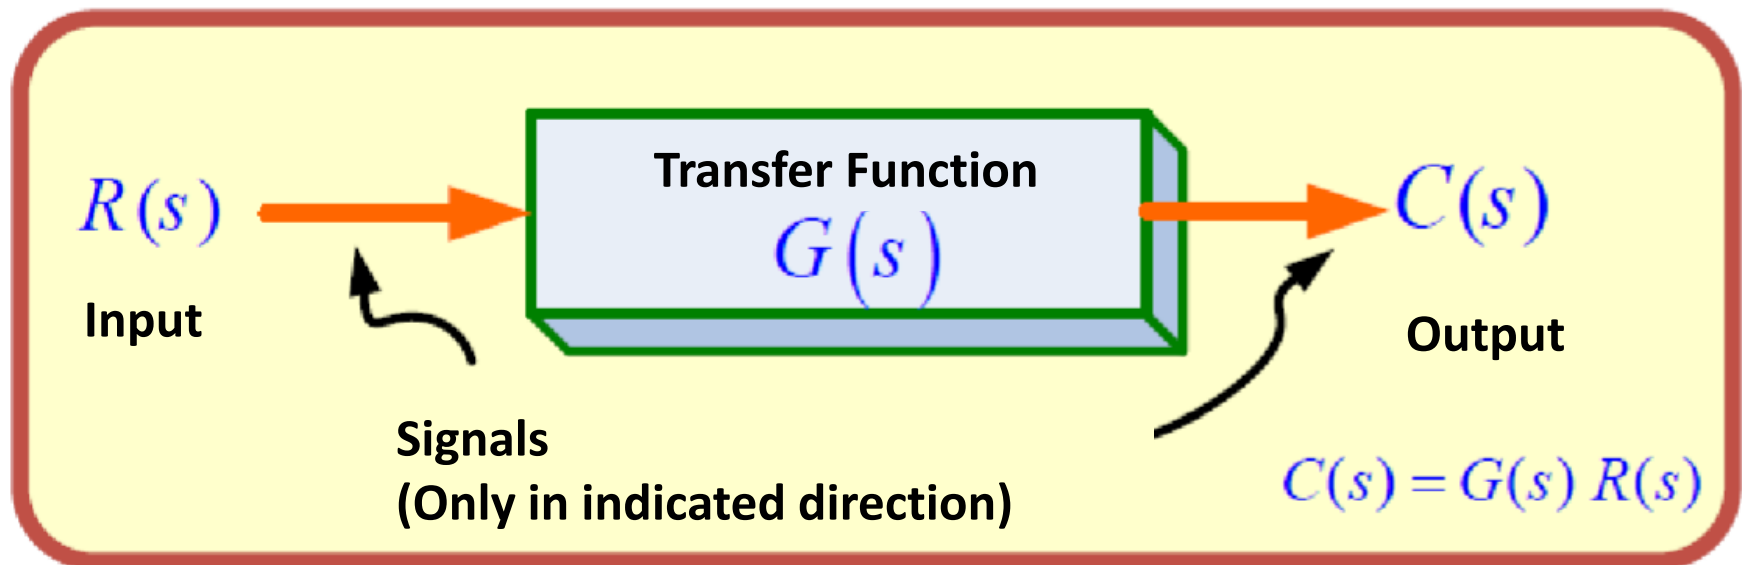 Transfer Function
R(s)
G(s)
C(s)
Input
Output
Signals
(Only in indicated direction)
C(s) = G(s) R(s)